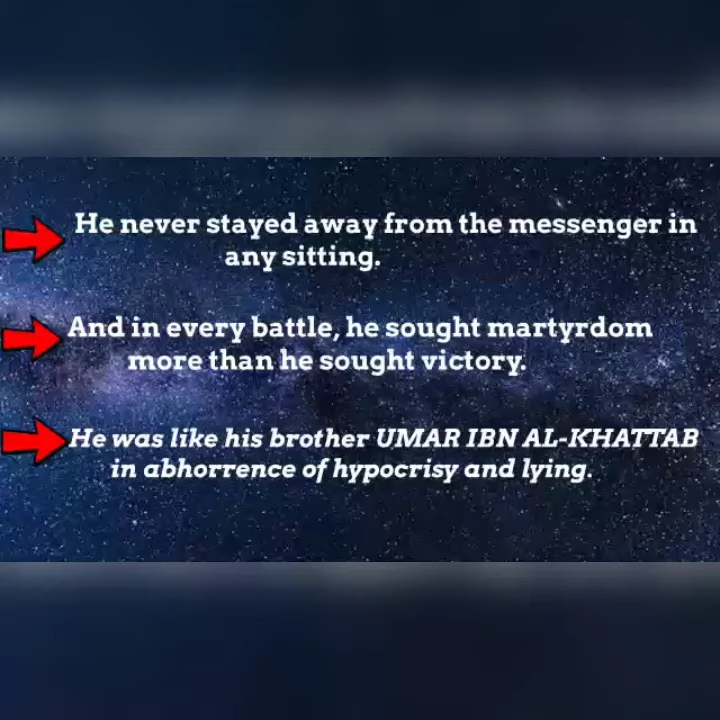 He never stayed away from the messenger in
any sitting.
And in every battle, he sought martyrdom
more than he sought victory.
He was like his brother UMAR IBN AL-KHATTAB
in abhorrence of hypocrisy and lying.